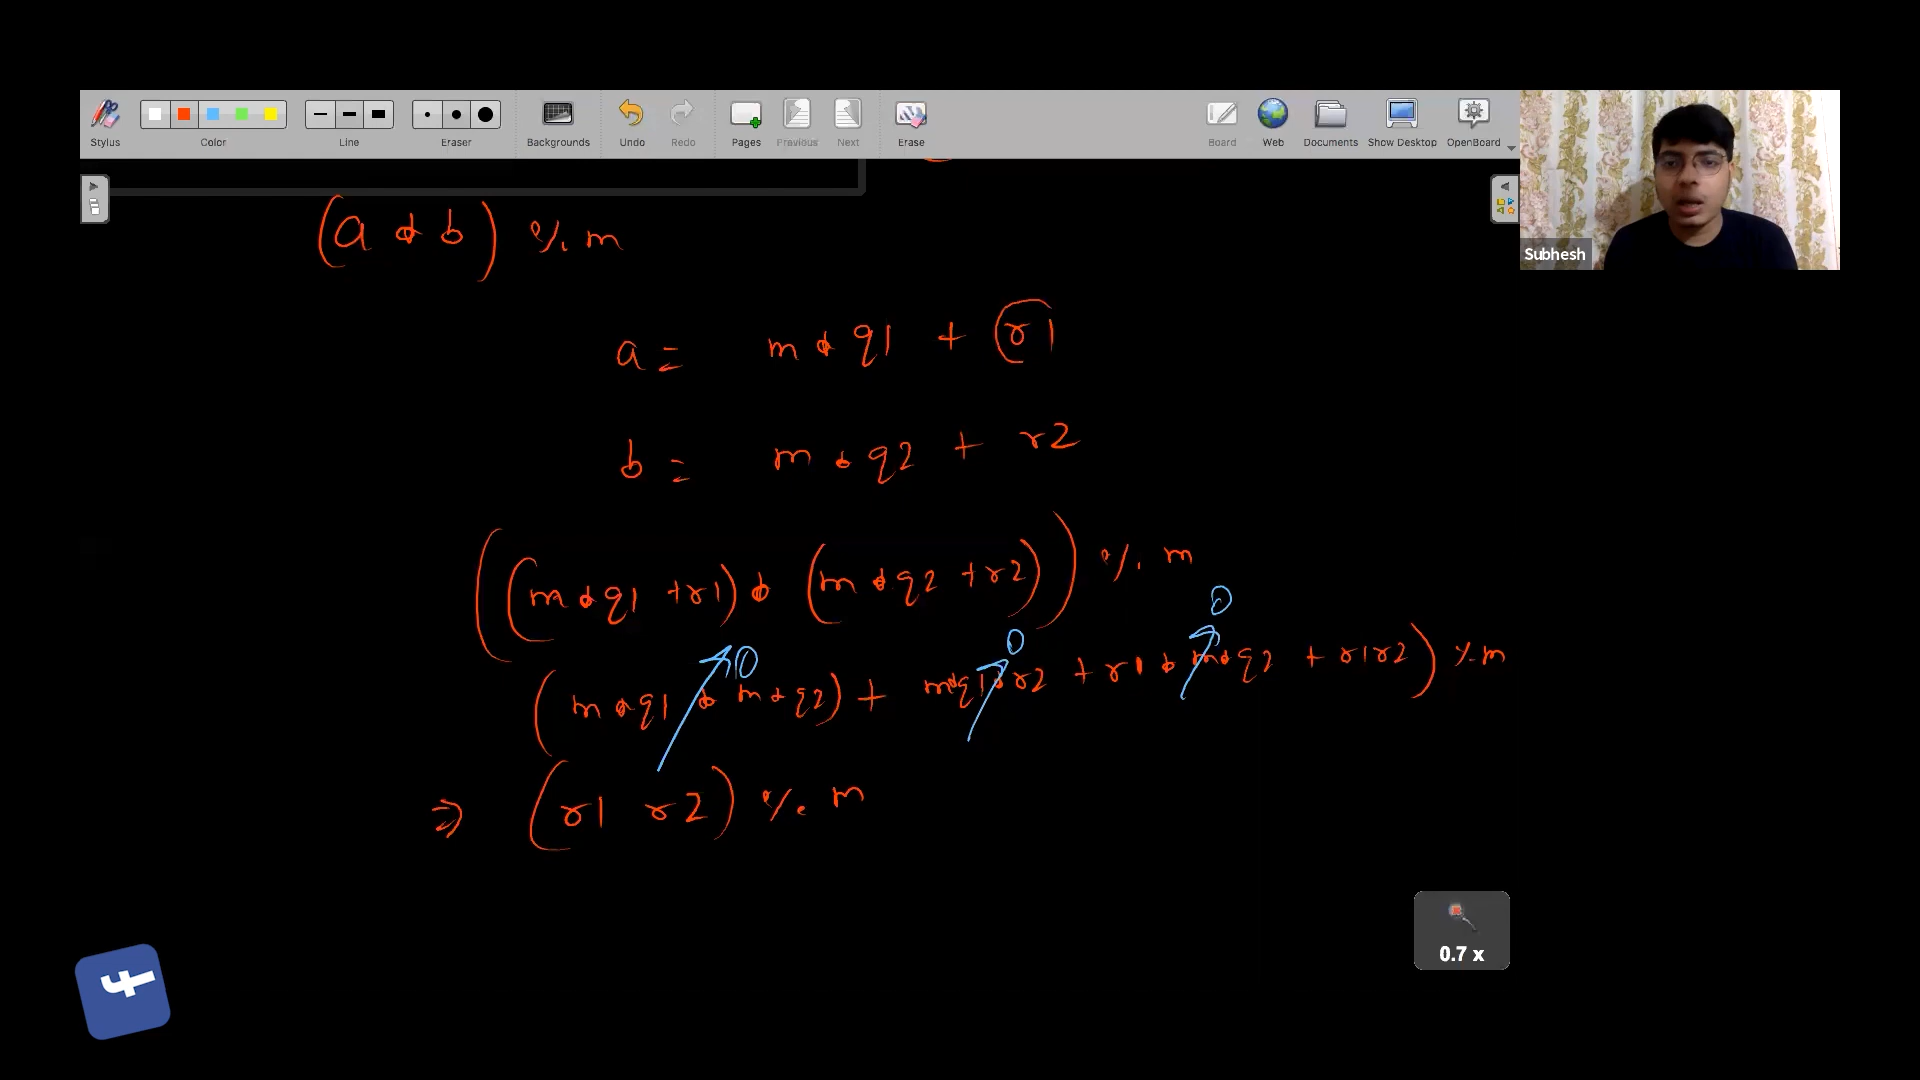 Stylus Color Line Eraser Backgrounds Undo Redo Pages Previous Next Erase Board Web Documents Show Desktop OpenBoard
Subhesh
(a * b) % m
a = m * q1 + r1
b = m * q2 + r2
((m * q1 + r1) * (m * q2 + r2)) % m
0 0 0
(m * q1 * m * q2) + m*q1*r2 + r1 * m * q2 + r1r2) % m
⇒ (r1 r2) % m
0.7 x